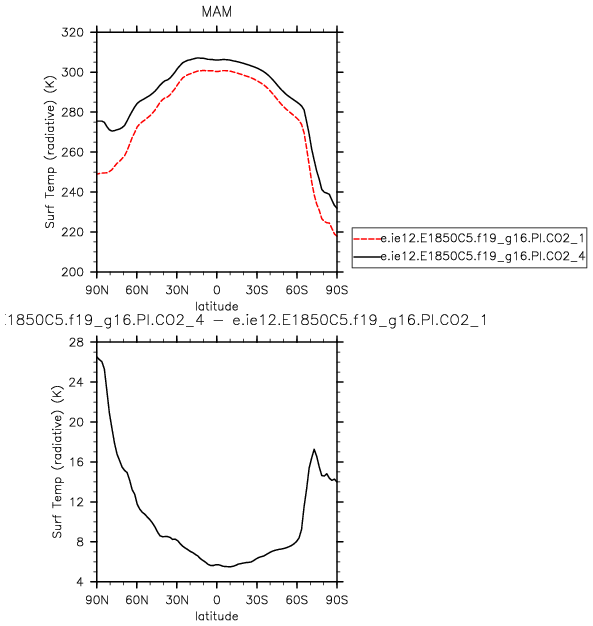 MAM
320
300
280
260
240
220
200
Surf Temp (radiative) (K)
90N 60N 30N 0 30S 60S 90S
latitude
e.ie12.E1850C5.f19_g16.PI.CO2_1
e.ie12.E1850C5.f19_g16.PI.CO2_4
.1850C5.f19_g16.PI.CO2_4 − e.ie12.E1850C5.f19_g16.PI.CO2_1
28
24
20
16
12
8
4
Surf Temp (radiative) (K)
90N 60N 30N 0 30S 60S 90S
latitude